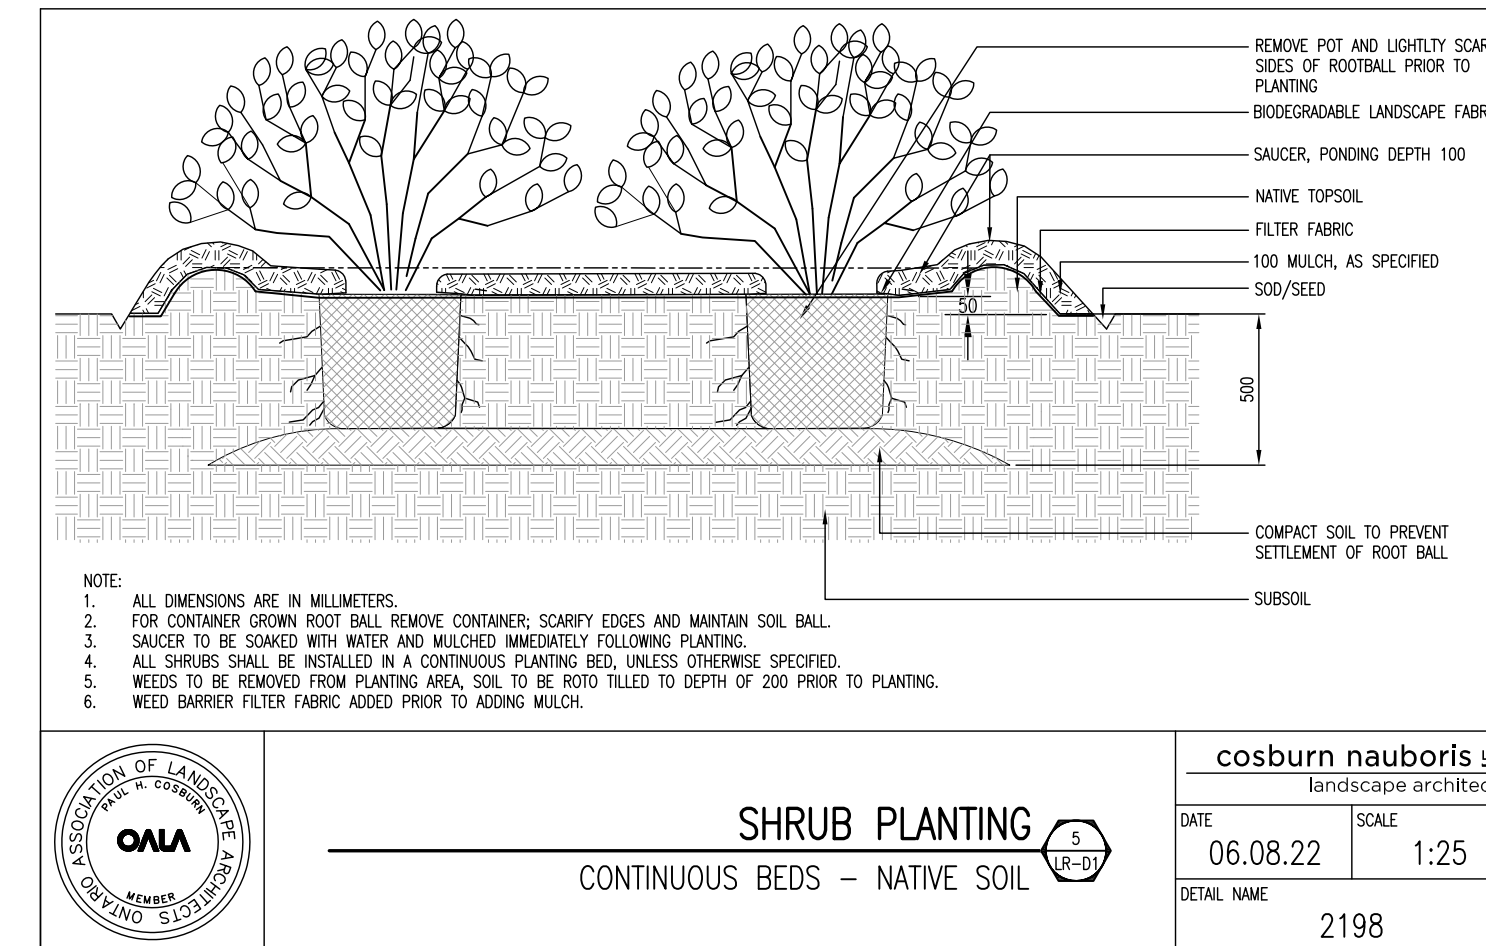 REMOVE POT AND LIGHTLTY
SIDES OF ROOTBALL PRIOR TO
PLANTING
BIODEGRADABLE LANDSCAPE
SAUCER, PONDING DEPTH 100
NATIVE TOPSOIL
FILTER FABRIC
100 MULCH, AS SPECIFIED
SOD/SEED
50
500
COMPACT SOIL TO PREVENT
SETTLEMENT OF ROOT BALL
SUBSOIL
NOTE:
1. ALL DIMENSIONS ARE IN MILLIMETERS.
2. FOR CONTAINER GROWN ROOT BALL REMOVE CONTAINER; SCARIFY EDGES AND MAINTAIN SOIL BALL.
3. SAUCER TO BE SOAKED WITH WATER AND MULCHED IMMEDIATELY FOLLOWING PLANTING.
4. ALL SHRUBS SHALL BE INSTALLED IN A CONTINUOUS PLANTING BED, UNLESS OTHERWISE SPECIFIED.
5. WEEDS TO BE REMOVED FROM PLANTING AREA, SOIL TO BE ROTO TILLED TO DEPTH OF 200 PRIOR TO PLANTING.
6. WEED BARRIER FILTER FABRIC ADDED PRIOR TO ADDING MULCH.
ONTARIO ASSOCIATION OF LANDSCAPE ARCHITECTS
PAUL H. COSBURN
OALA
MEMBER
SHRUB PLANTING
CONTINUOUS BEDS – NATIVE SOIL
5
LR-D1
cosburn nauboris
landscape
DATE
06.08.22
SCALE
1:25
DETAIL NAME
2198